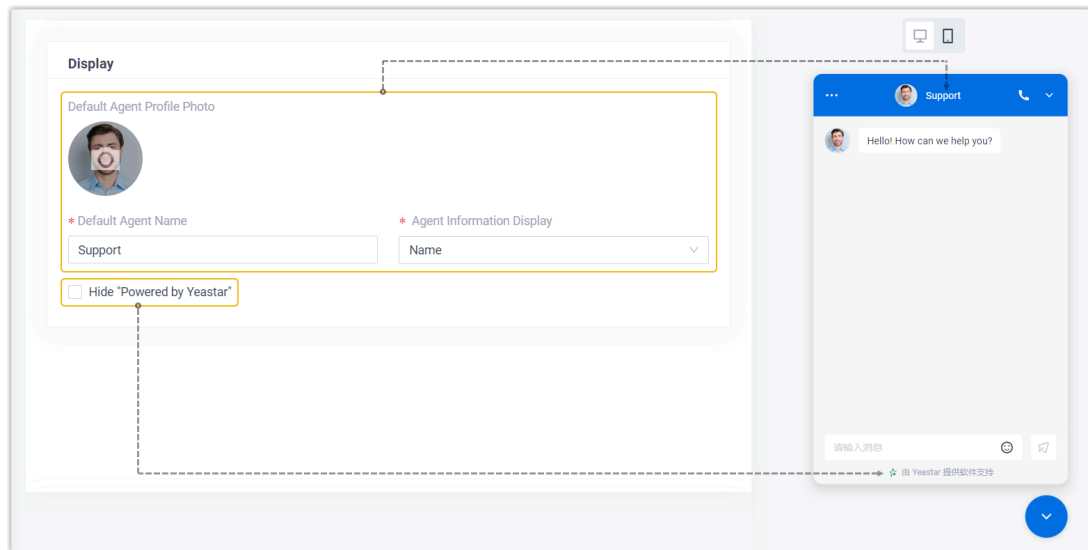 Display
Default Agent Profile Photo
* Default Agent Name
* Agent Information Display
Support
Name
Hide "Powered by Yeastar"
Support
Hello! How can we help you?
请输入消息
由 Yeastar 提供软件支持